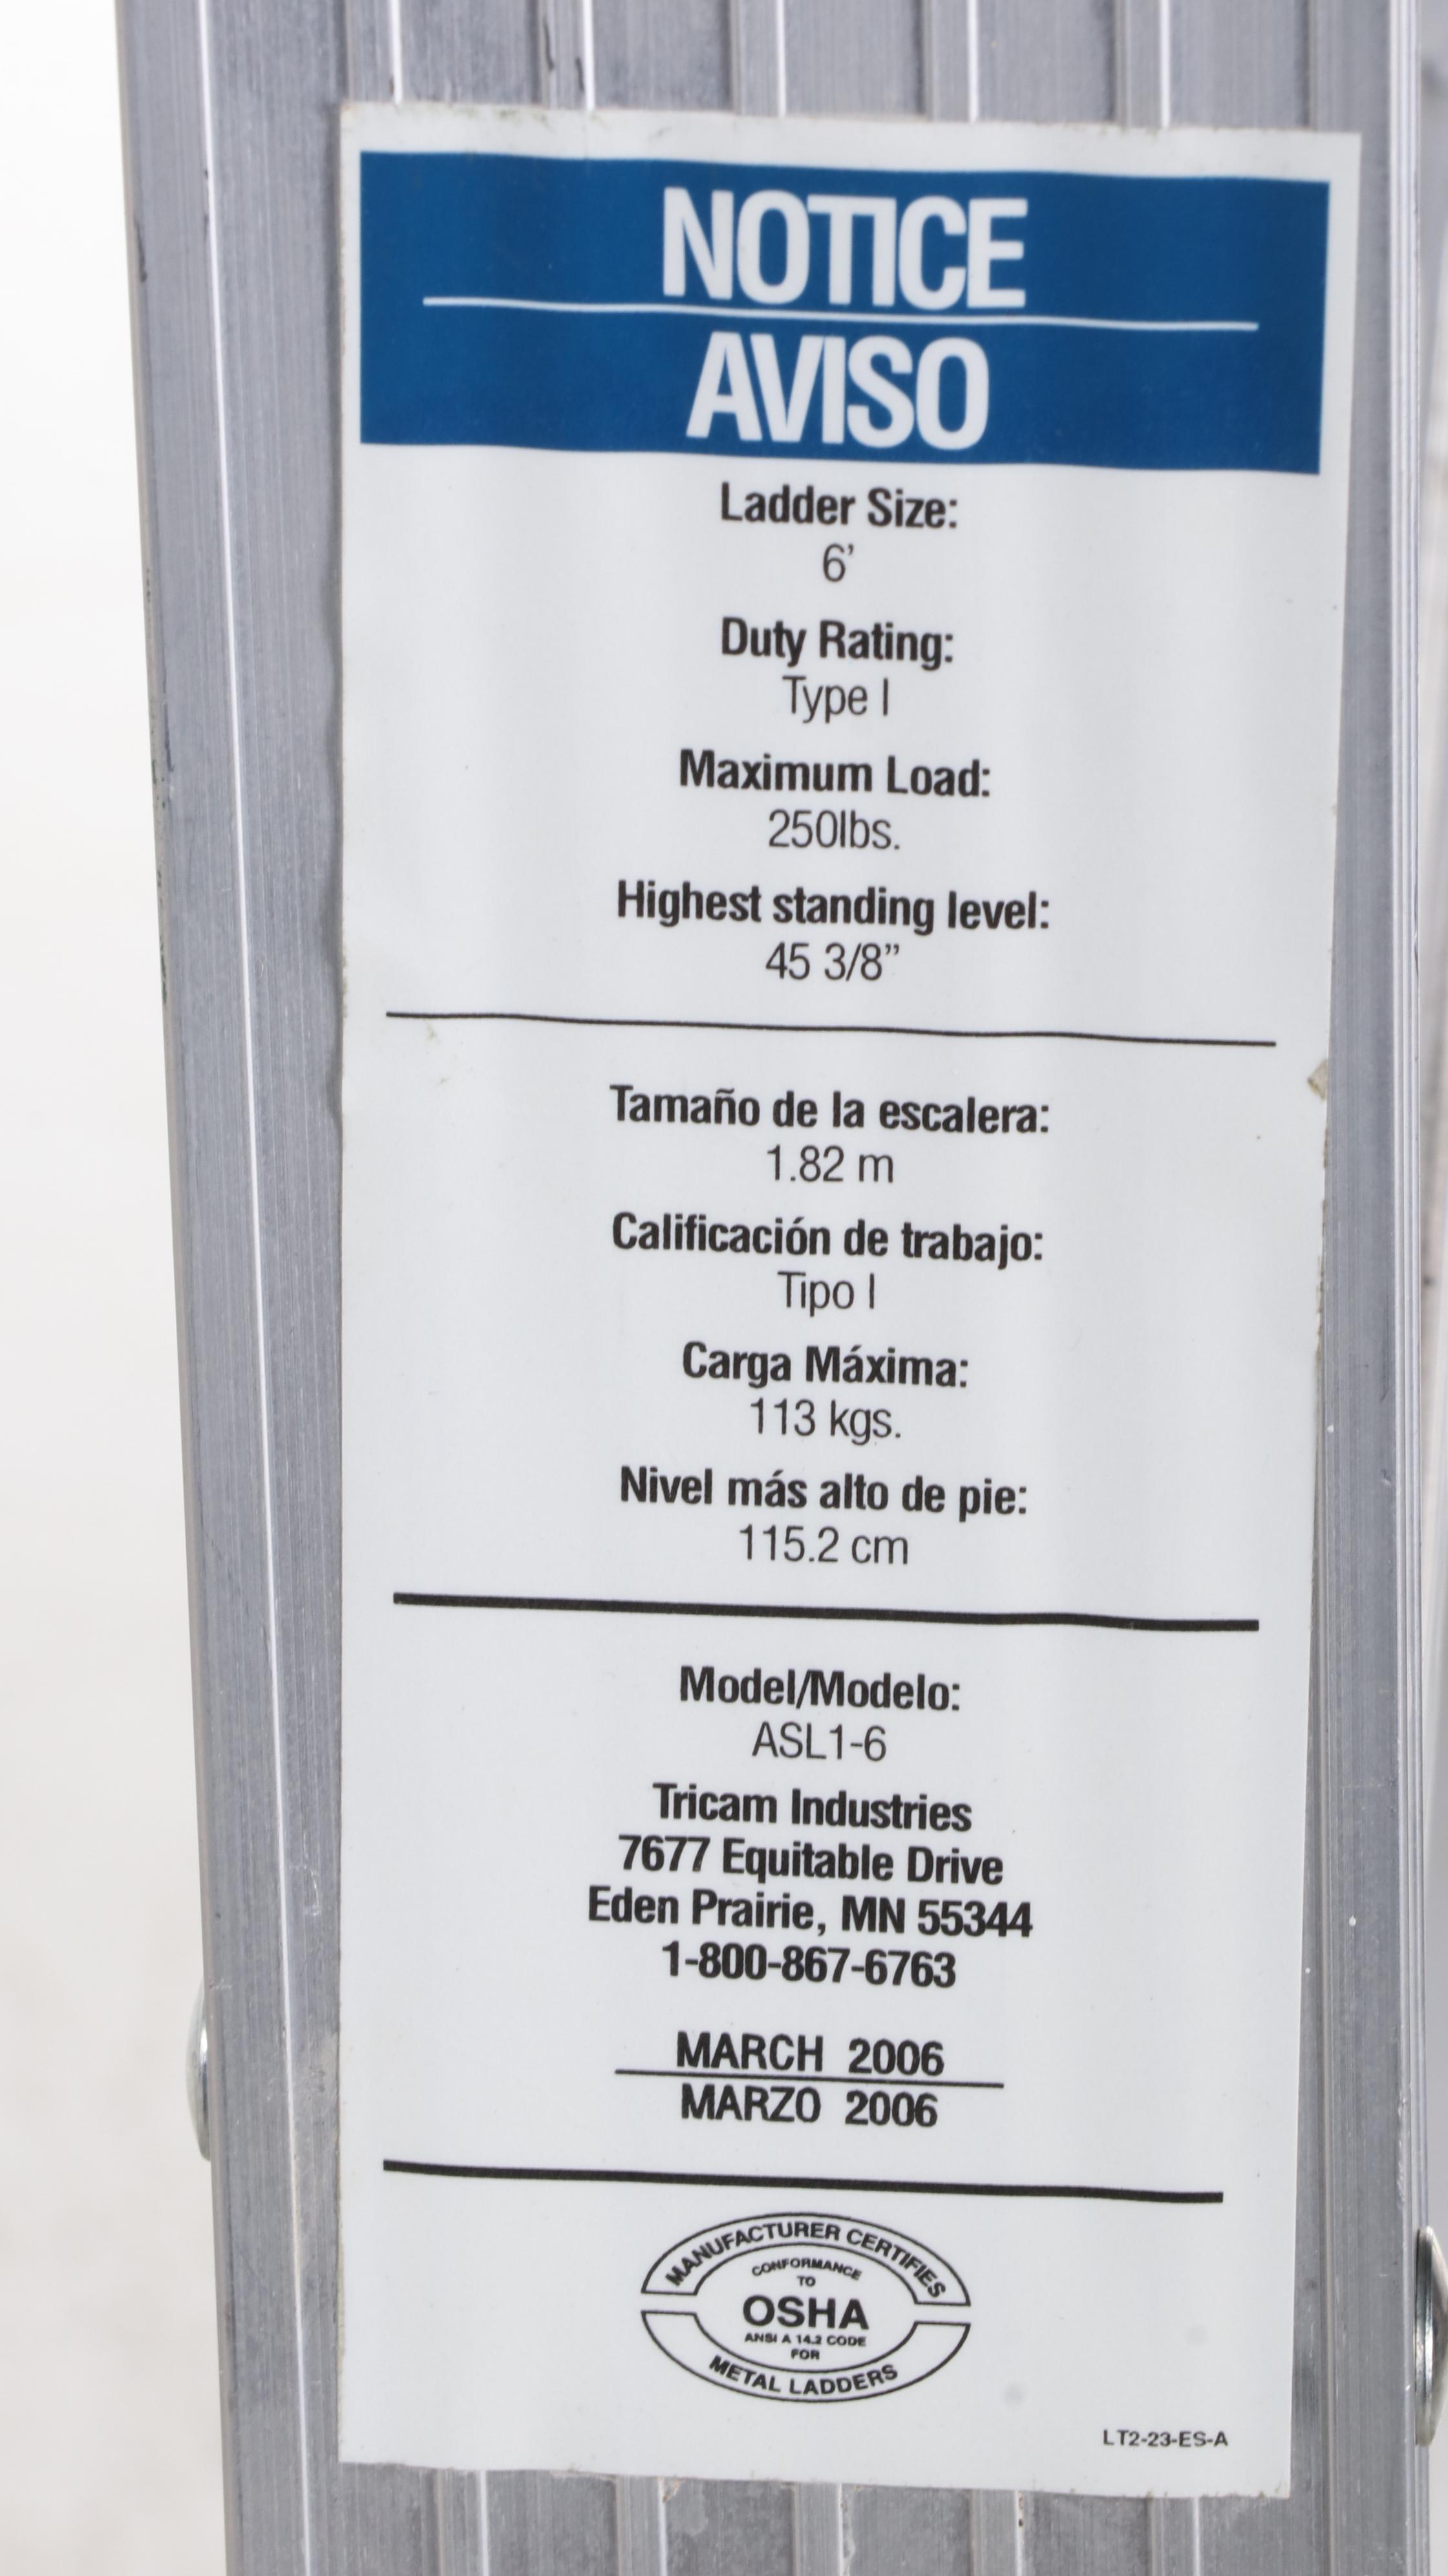 NOTICE
AVISO
Ladder Size:
6’
Duty Rating:
Type I
Maximum Load:
250lbs.
Highest standing level:
45 3/8”
Tamaño de la escalera:
1.82 m
Calificación de trabajo:
Tipo I
Carga Máxima:
113 kgs.
Nivel más alto de pie:
115.2 cm
Model/Modelo:
ASL1-6
Tricam Industries
7677 Equitable Drive
Eden Prairie, MN 55344
1-800-867-6763
MARCH 2006
MARZO 2006
MANUFACTURER CERTIFIES
CONFORMANCE
TO
OSHA
ANSI A 14.2 CODE
FOR
METAL LADDERS
LT2-23-ES-A